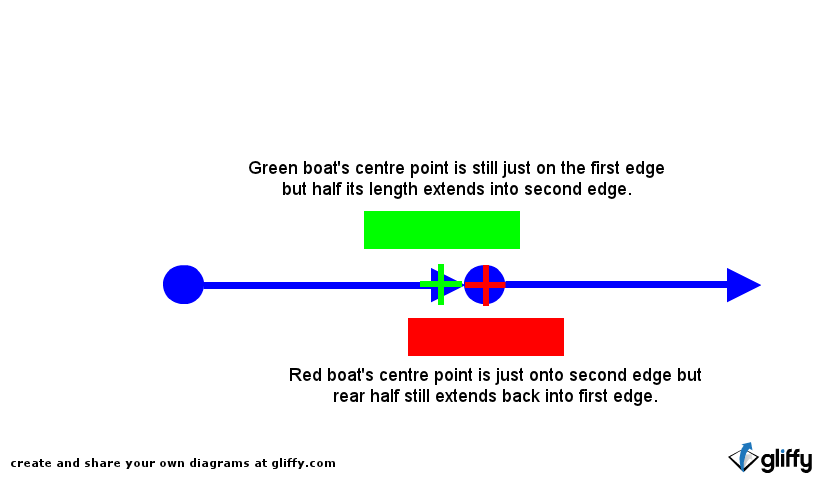 Green boat's centre point is still just on the first edge
but half its length extends into second edge.
Red boat's centre point is just onto second edge but
rear half still extends back into first edge.
create and share your own diagrams at gliffy.com
gliffy